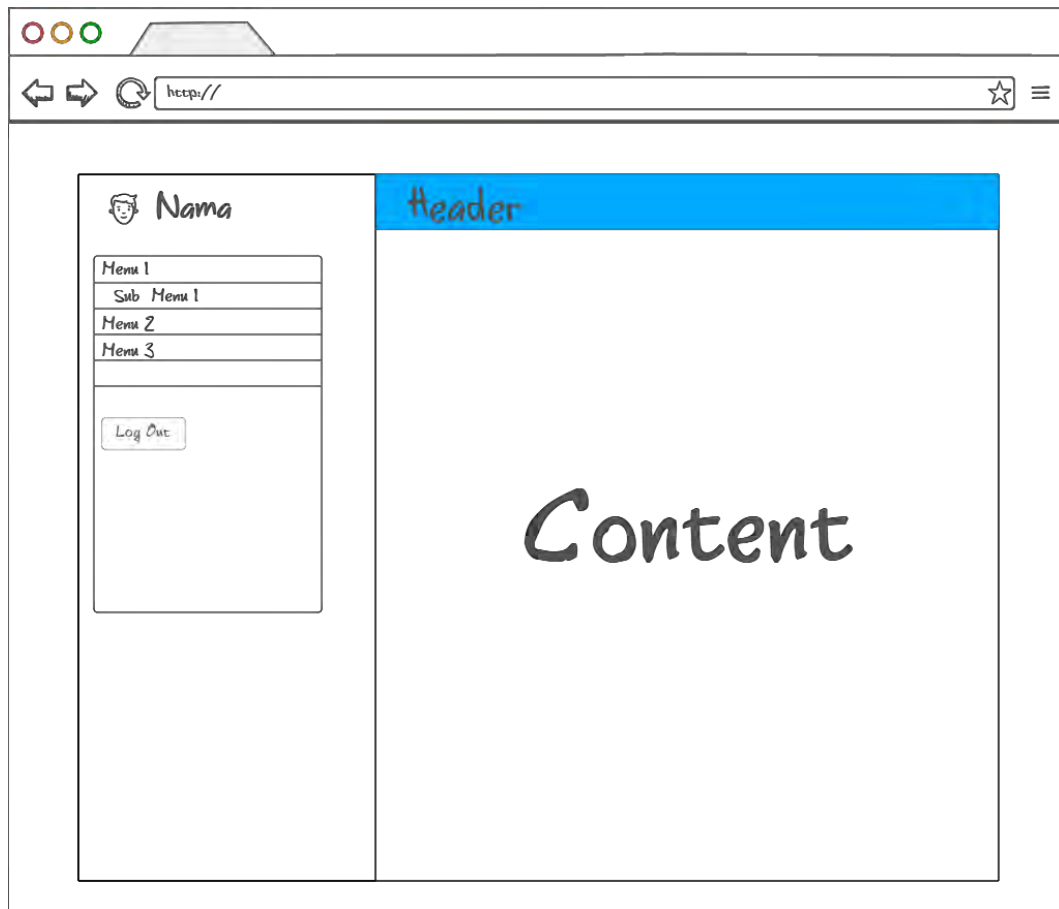 http://
Nama
Header
Menu 1
Sub Menu 1
Menu 2
Menu 3
Log Out
Content